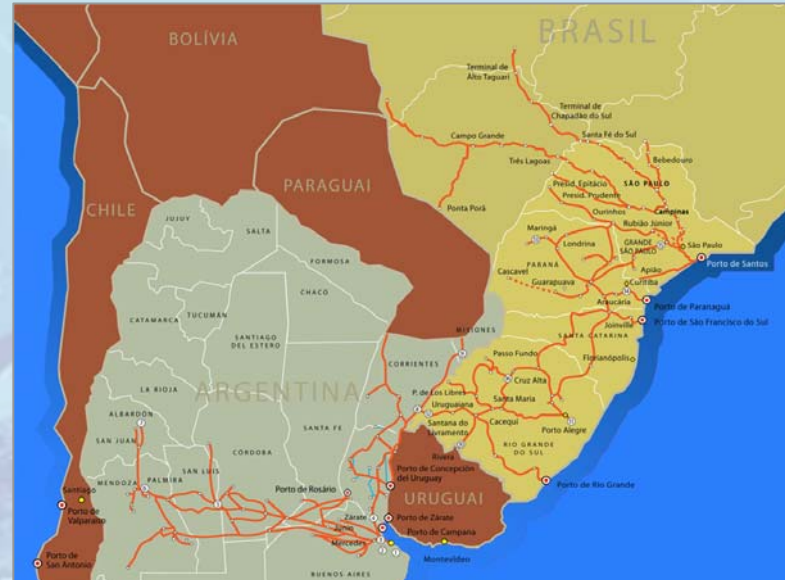 BOLÍVIA
BRASIL
Terminal de
Alto Taguari
Terminal de
Chapadão do Sul
Santa Fé do Sul
Campo Grande
Bebedouro
Três Lagoas
PARAGUAI
Presid. Epitácio
SÃO PAULO
Presid. Prudente
CHILE
Ponta Porã
Ourinhos
Campinas
JUJUY
Rubião Júnior
Maringá
SALTA
Londrina
GRANDE
SÃO PAULO
São Paulo
PARANÁ
Porto de Santos
FORMOSA
Cascavel
Apião
Guarapuava
Curitiba
CHACO
Araucária
Porto de Paranaguá
CATAMARCA
TUCUMÁN
Joinville
Porto de São Francisco do Sul
MISIONES
SANTIAGO
DEL ESTERO
SANTA CATARINA
Passo Fundo
Florianópolis
CORRIENTES
LA RIOJA
ARGENTINA
P. de Los Libres
Cruz Alta
Uruguaiana
Santa Maria
ALBARDON
7
SANTA FE
Santana do
Livramento
Cacequi
Porto Alegre
SAN JUAN
CÓRDOBA
RIO GRANDE
DO SUL
Rivera
SAN LUIS
MENDOZA
PALMIRA
Porto de Concepción
del Uruguay
Porto de Rio Grande
Santiago
Porto de Rosário
URUGUAI
Porto de
Valparaíso
Zárate
Porto de Zárate
Junin
Porto de Campana
Mercedes
Porto de
San Antonio
Montevideo
BUENOS AIRES